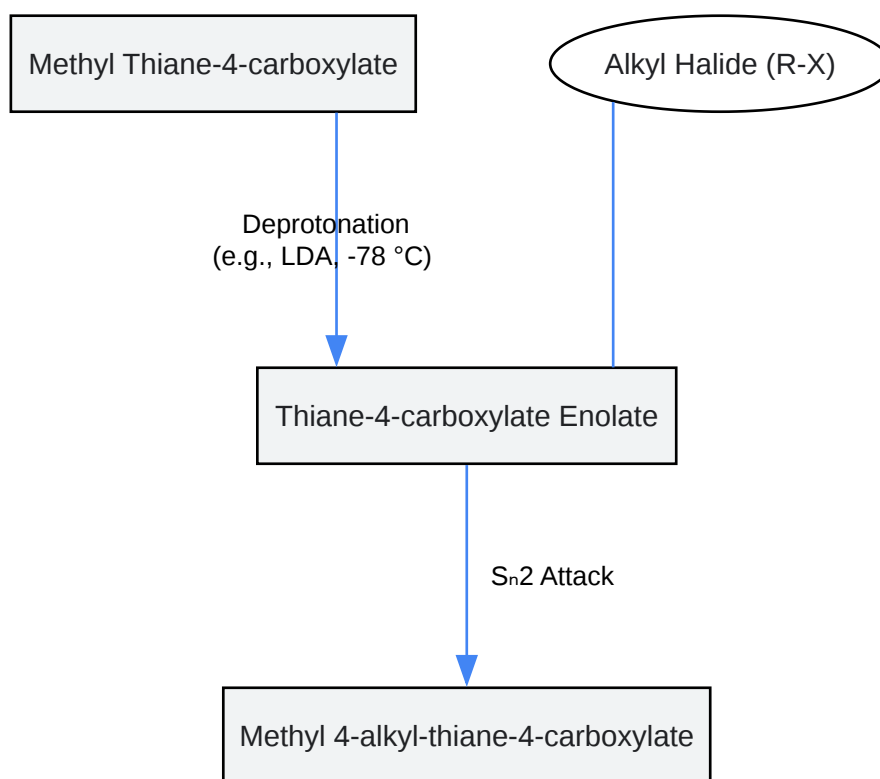 Methyl Thiane-4-carboxylate
Alkyl Halide (R-X)
Deprotonation
(e.g., LDA, -78 °C)
Thiane-4-carboxylate Enolate
Sₙ2 Attack
Methyl 4-alkyl-thiane-4-carboxylate